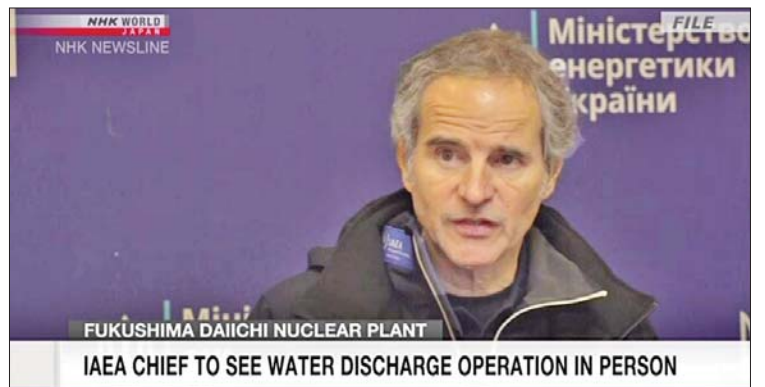 NHK WORLD
JAPAN
NHK NEWSLINE
FILE
Міністерство
енергетики
країни
IAEA
FUKUSHIMA DAIICHI NUCLEAR PLANT
IAEA CHIEF TO SEE WATER DISCHARGE OPERATION IN PERSON